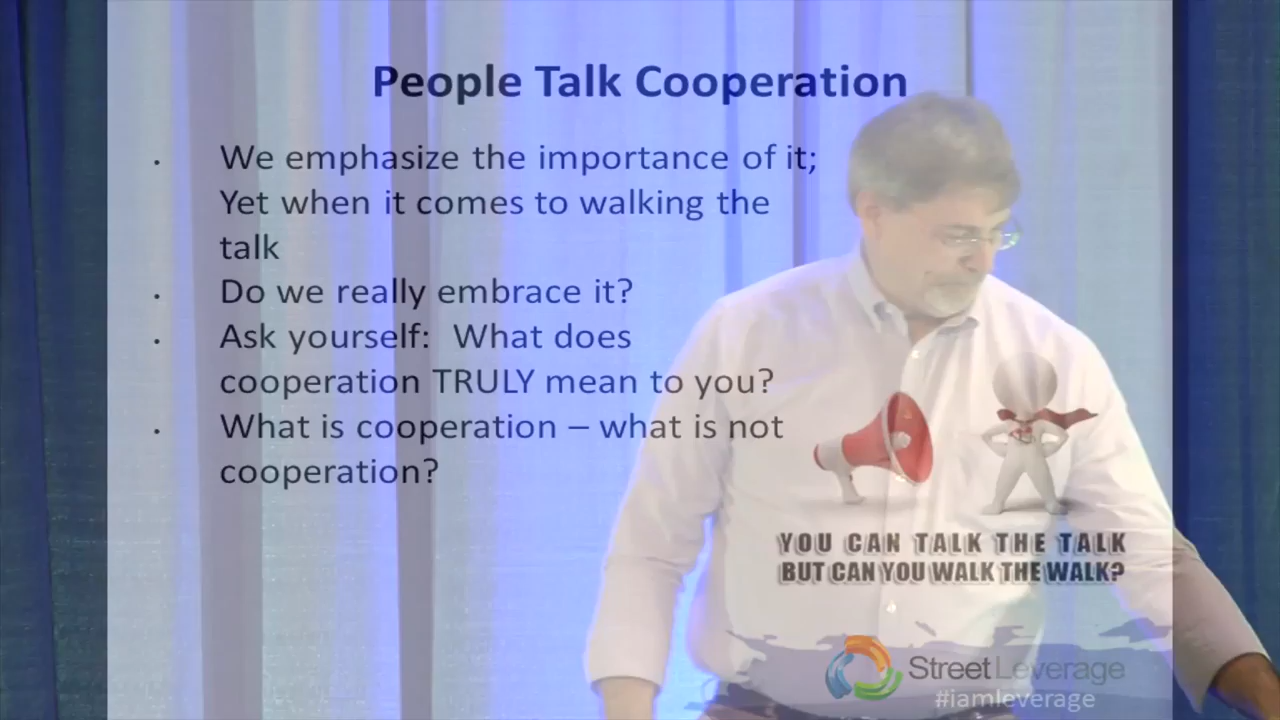 People Talk Cooperation
· We emphasize the importance of it;
Yet when it comes to walking the
talk
· Do we really embrace it?
· Ask yourself:  What does
cooperation TRULY mean to you?
· What is cooperation – what is not
cooperation?
YOU CAN TALK THE TALK
BUT CAN YOU WALK THE WALK?
StreetLeverage
#iamleverage